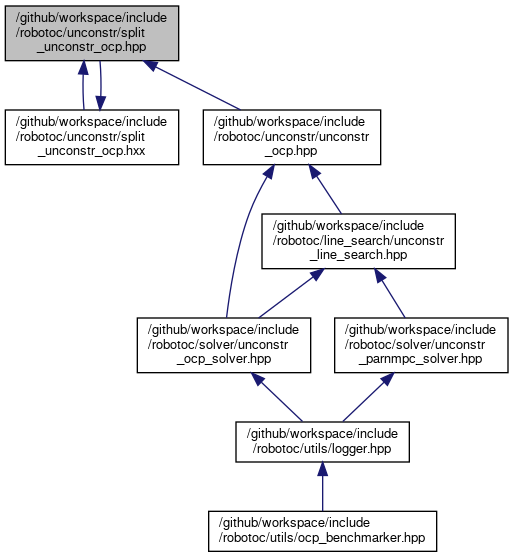 /github/workspace/include
/robotoc/unconstr/split
_unconstr_ocp.hpp
/github/workspace/include
/robotoc/unconstr/split
_unconstr_ocp.hxx
/github/workspace/include
/robotoc/unconstr/unconstr
_ocp.hpp
/github/workspace/include
/robotoc/line_search/unconstr
_line_search.hpp
/github/workspace/include
/robotoc/solver/unconstr
_ocp_solver.hpp
/github/workspace/include
/robotoc/solver/unconstr
_parnmpc_solver.hpp
/github/workspace/include
/robotoc/utils/logger.hpp
/github/workspace/include
/robotoc/utils/ocp_benchmarker.hpp